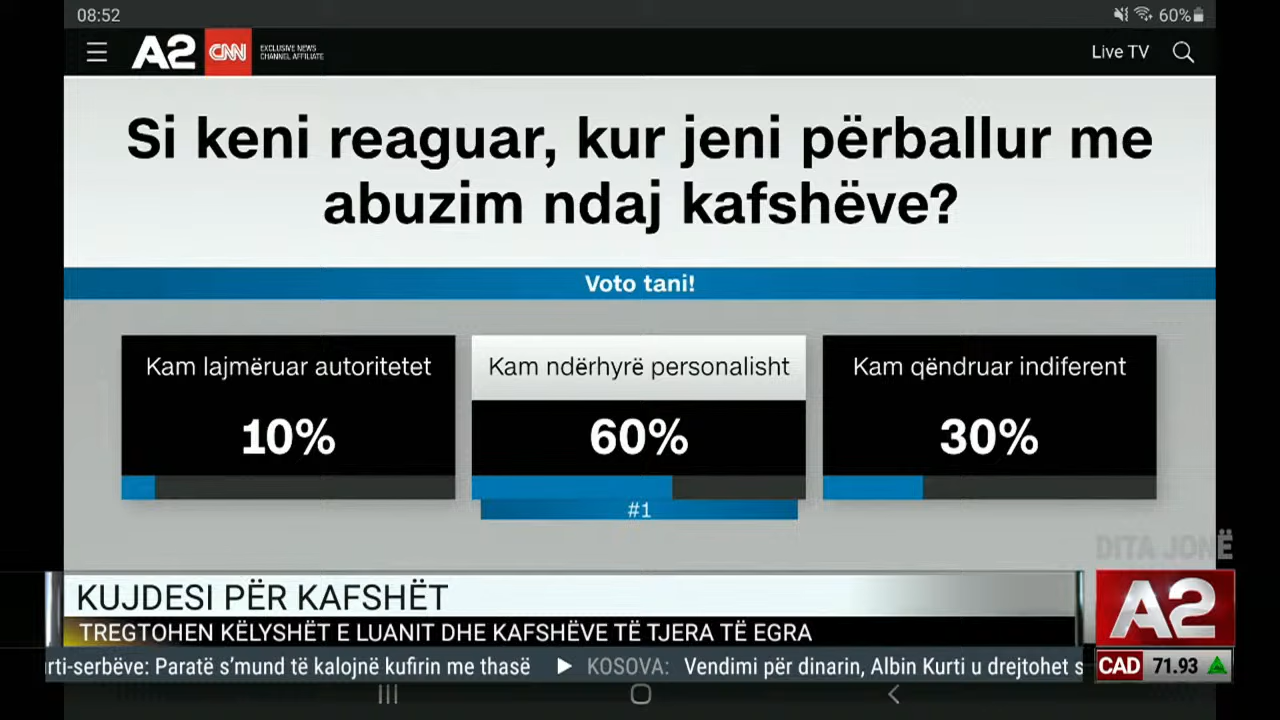 08:52
60%
A2 CNN EXCLUSIVE NEWS
CHANNEL AFFILIATE
Live TV
Si keni reaguar, kur jeni përballur me
abuzim ndaj kafshëve?
Voto tani!
Kam lajmëruar autoritetet
10%
Kam ndërhyrë personalisht
60%
#1
Kam qëndruar indiferent
30%
DITA JONË
KUJDESI PËR KAFSHËT
A2
TREGTOHEN KËLYSHËT E LUANIT DHE KAFSHËVE TË TJERA TË EGRA
rti-serbëve: Paratë s'mund të kalojnë kufirin me thasë ▶ KOSOVA: Vendimi për dinarin, Albin Kurti u drejtohet s
CAD 71.93 ▲